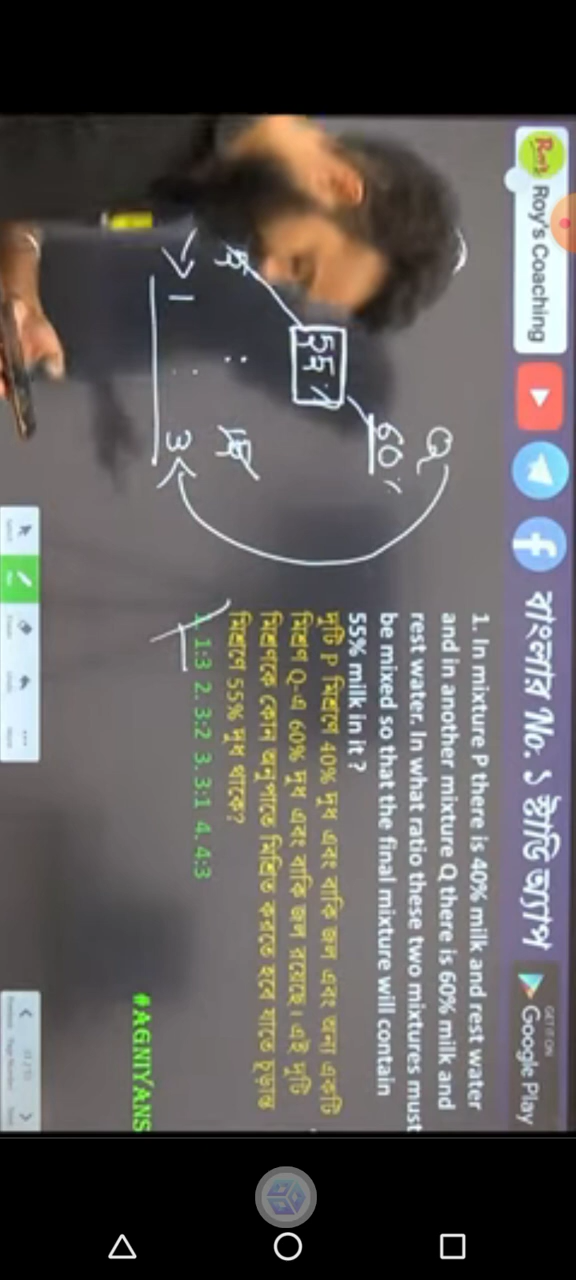 Roy's Coaching
বাংলার No. ১ স্টাডি অ্যাপ
GET IT ON
Google Play
1. In mixture P there is 40% milk and rest water
and in another mixture Q there is 60% milk and
rest water. In what ratio these two mixtures must
be mixed so that the final mixture will contain
55% milk in it ?
দুটি P মিশ্রণে 40% দুধ এবং বাকি জল এবং অন্য একটি
মিশ্রণ Q-এ 60% দুধ এবং বাকি জল রয়েছে। এই দুটি
মিশ্রণকে কোন অনুপাতে মিশ্রিত করতে হবে যাতে চূড়ান্ত
মিশ্রণে 55% দুধ থাকে?
1. 1:3 2. 3:2 3. 3:1 4. 4:3
Q
60%
55%
5 : 15
1 : 3
#AGNIYANS